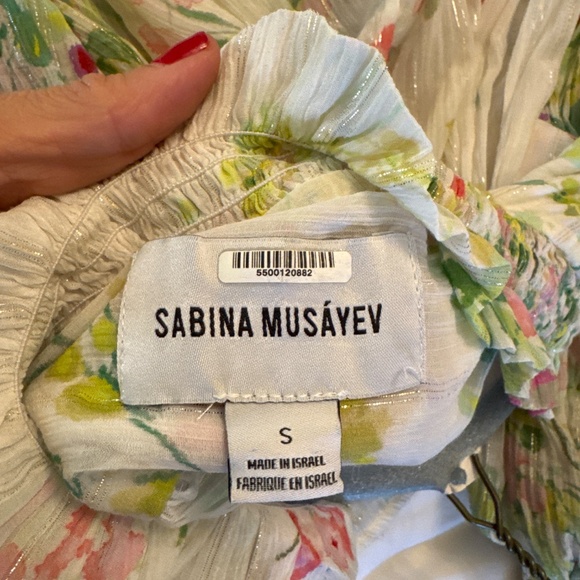 5500120882
SABINA MUSÁYEV
S
MADE IN ISRAEL
FABRIQUE EN ISRAEL